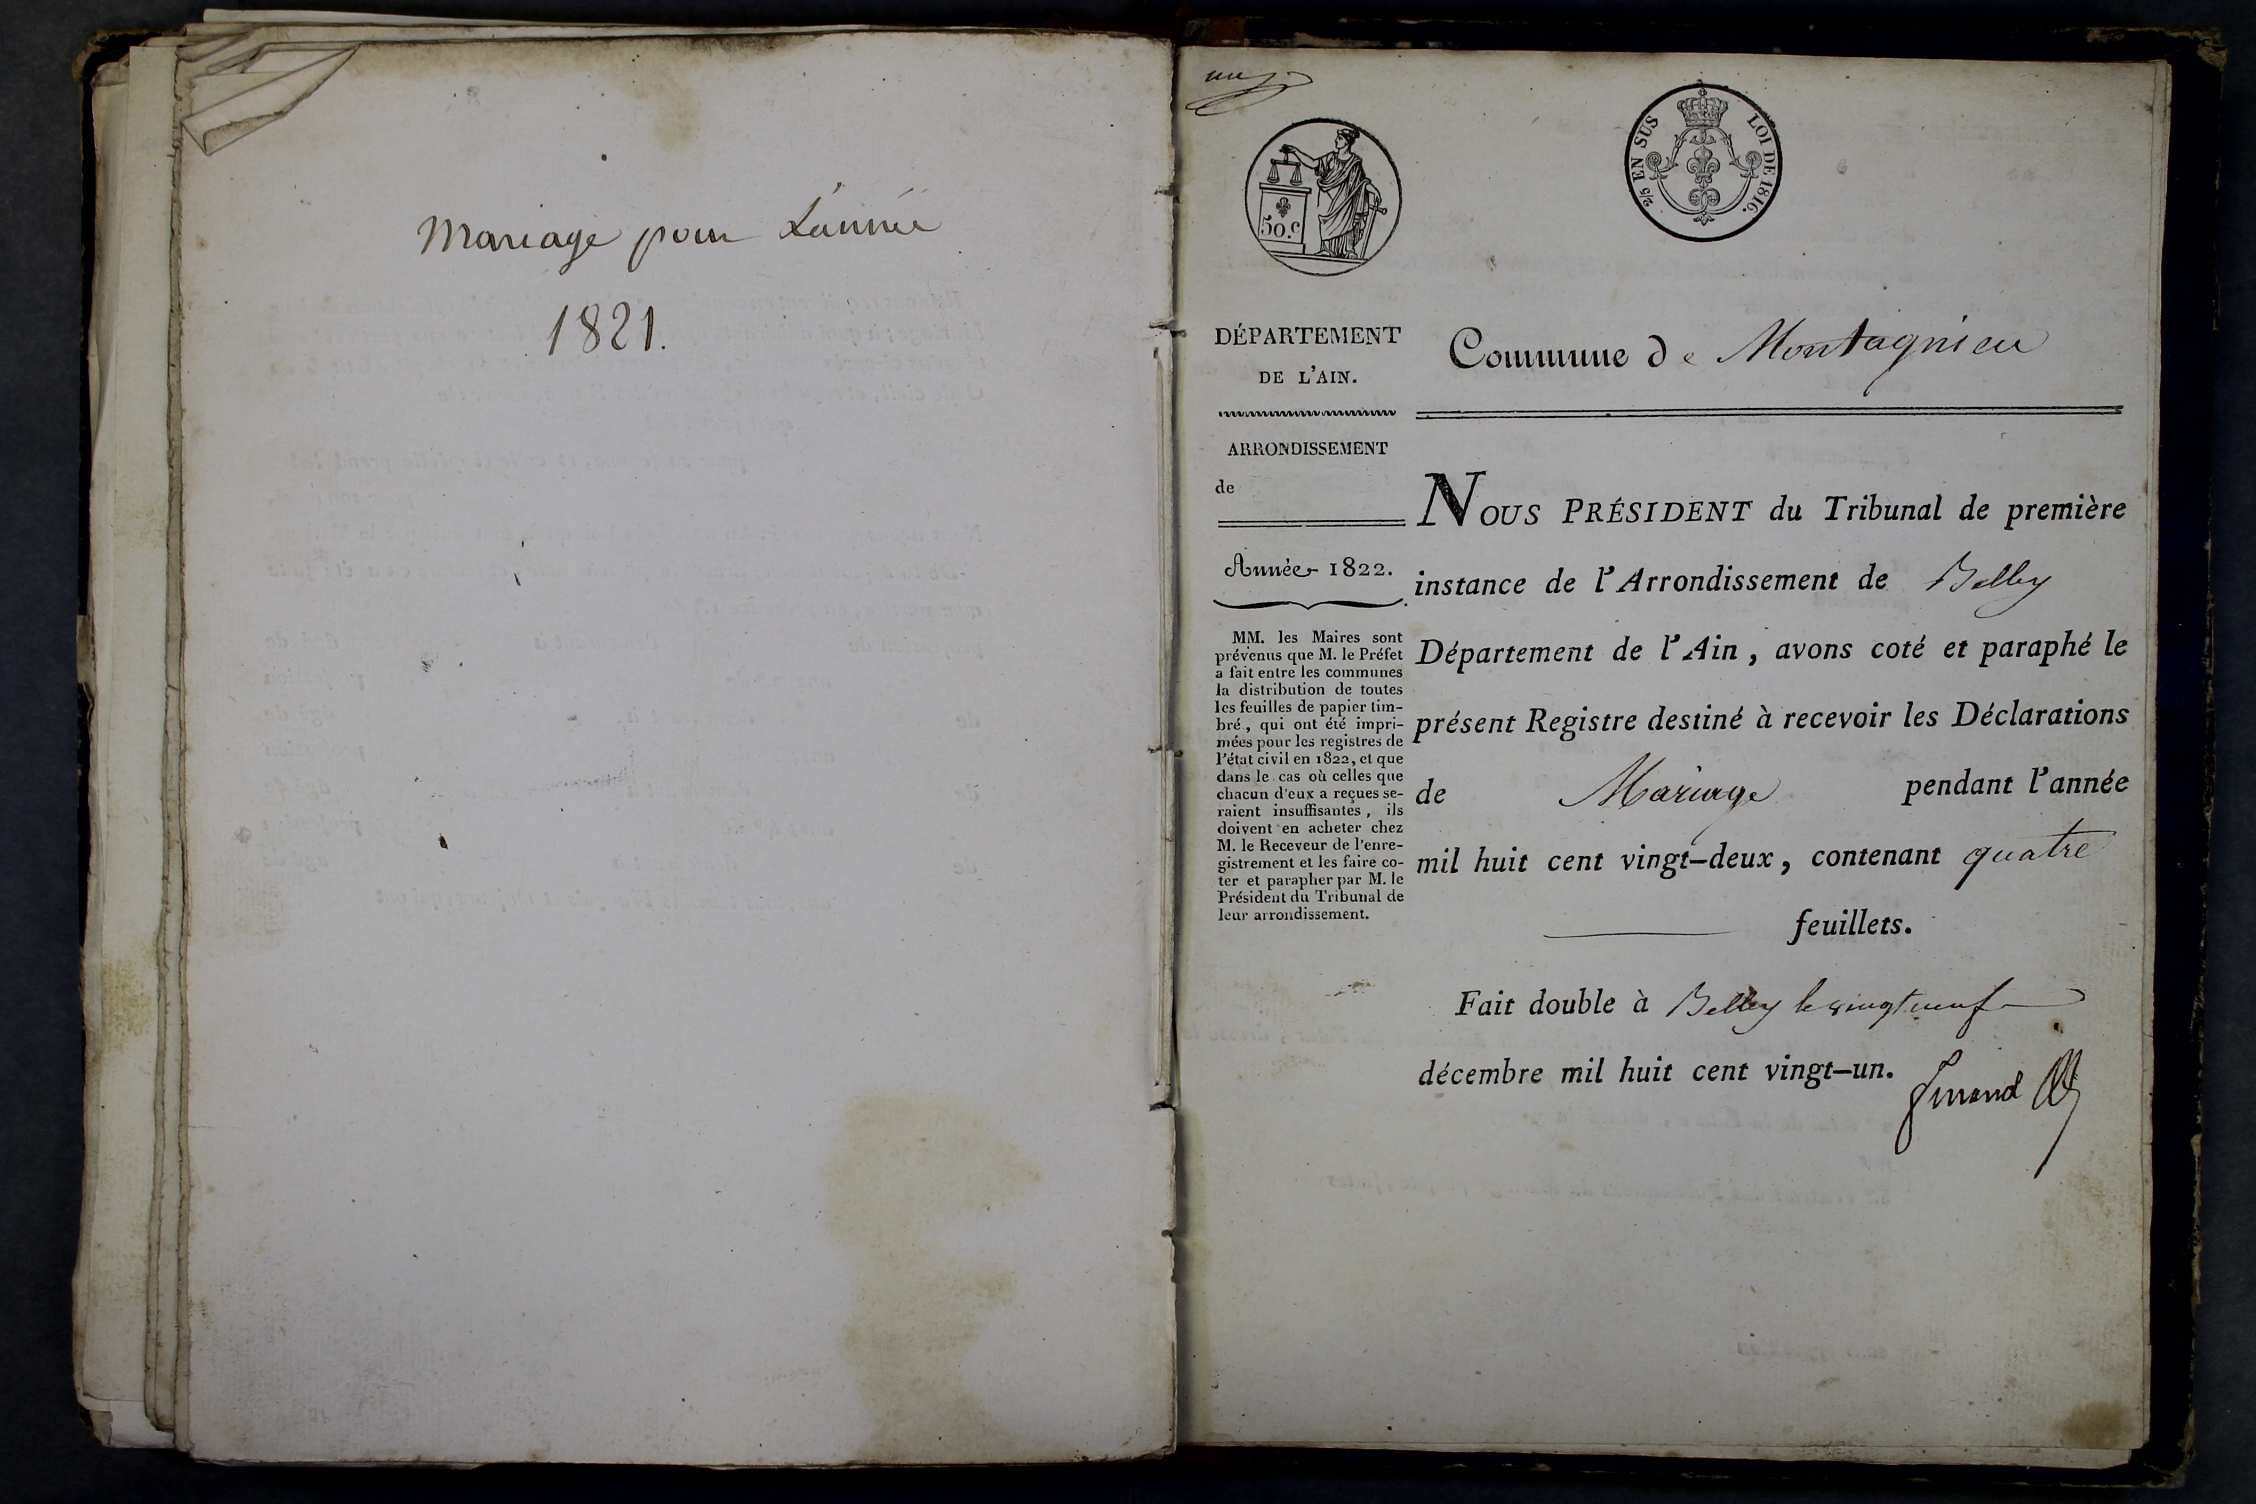 Mariage pour L'année
1821.
un
50.c
2/5 EN SUS LOI DE 1816.
DÉPARTEMENT
DE L'AIN.
ARRONDISSEMENT
de
Année 1822.
MM. les Maires sont
prévenus que M. le Préfet
a fait entre les communes
la distribution de toutes
les feuilles de papier tim-
bré, qui ont été impri-
mées pour les registres de
l'état civil en 1822, et que
dans le cas où celles que
chacun d'eux a reçues se-
raient insuffisantes, ils
doivent en acheter chez
M. le Receveur de l'enre-
gistrement et les faire co-
ter et parapher par M. le
Président du Tribunal de
leur arrondissement.
Commune de Montagnieu
NOUS PRÉSIDENT du Tribunal de première
instance de l'Arrondissement de Belley
Département de l'Ain, avons coté et paraphé le
présent Registre destiné à recevoir les Déclarations
de Mariage pendant l'année
mil huit cent vingt-deux, contenant quatre
feuillets.
Fait double à Belley le vingt neuf
décembre mil huit cent vingt-un.